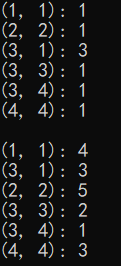 (1, 1): 1
(2, 2): 1
(3, 1): 3
(3, 3): 1
(3, 4): 1
(4, 4): 1

(1, 1): 4
(3, 1): 3
(2, 2): 5
(3, 3): 2
(3, 4): 1
(4, 4): 3